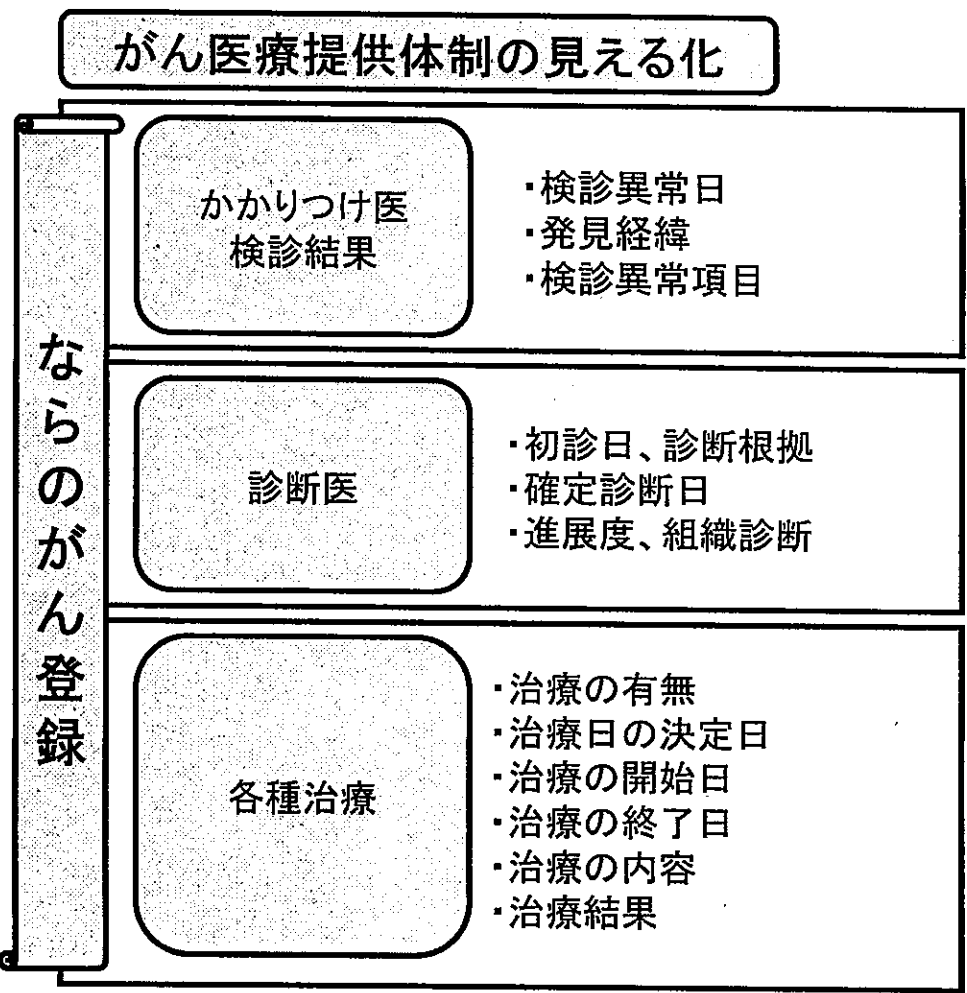 がん医療提供体制の見える化
ならのがん登録
かかりつけ医
検診結果
・検診異常日
・発見経緯
・検診異常項目
診断医
・初診日、診断根拠
・確定診断日
・進展度、組織診断
各種治療
・治療の有無
・治療日の決定日
・治療の開始日
・治療の終了日
・治療の内容
・治療結果